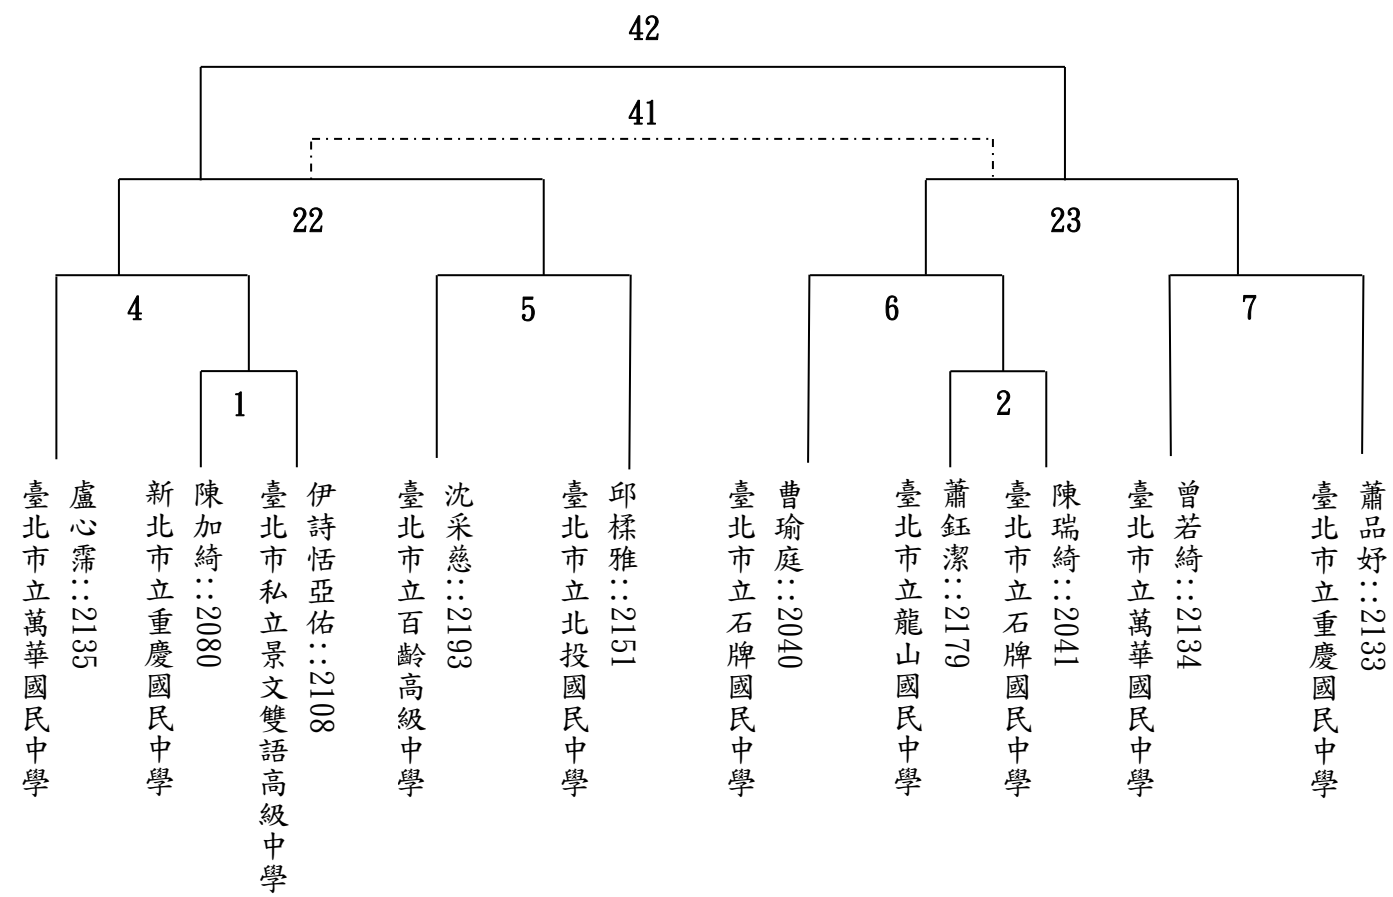 42
41
22
23
4
5
6
7
1
2
盧心霈::2135
臺北市立萬華國民中學
陳加綺::2080
新北市立重慶國民中學
伊詩恬亞佑::2108
臺北市私立景文雙語高級中學
沈采慈::2193
臺北市立百齡高級中學
邱楺雅::2151
臺北市立北投國民中學
曹瑜庭::2040
臺北市立石牌國民中學
蕭鈺潔::2179
臺北市立龍山國民中學
陳瑞綺::2041
臺北市立石牌國民中學
曾若綺::2134
臺北市立萬華國民中學
蕭品妤::2133
臺北市立重慶國民中學